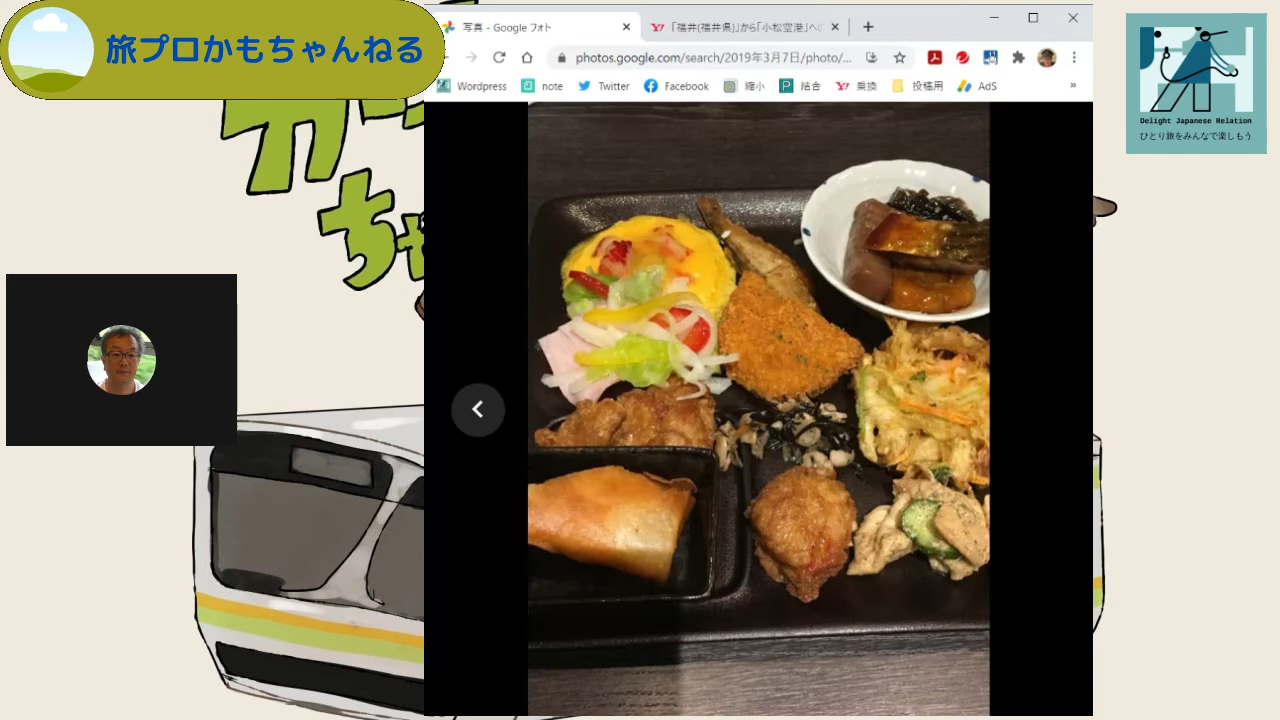 旅プロかもちゃんねる
写真 - Google フォト
「福井(福井県)」から「小松空港」へに
photos.google.com/search/2019年3月7日/photo/...
Wordpress
note
Twitter
Facebook
縮小
結合
乗換
投稿用
AdS
»
ちゃ
Delight Japanese Relation
ひとり旅をみんなで楽しもう